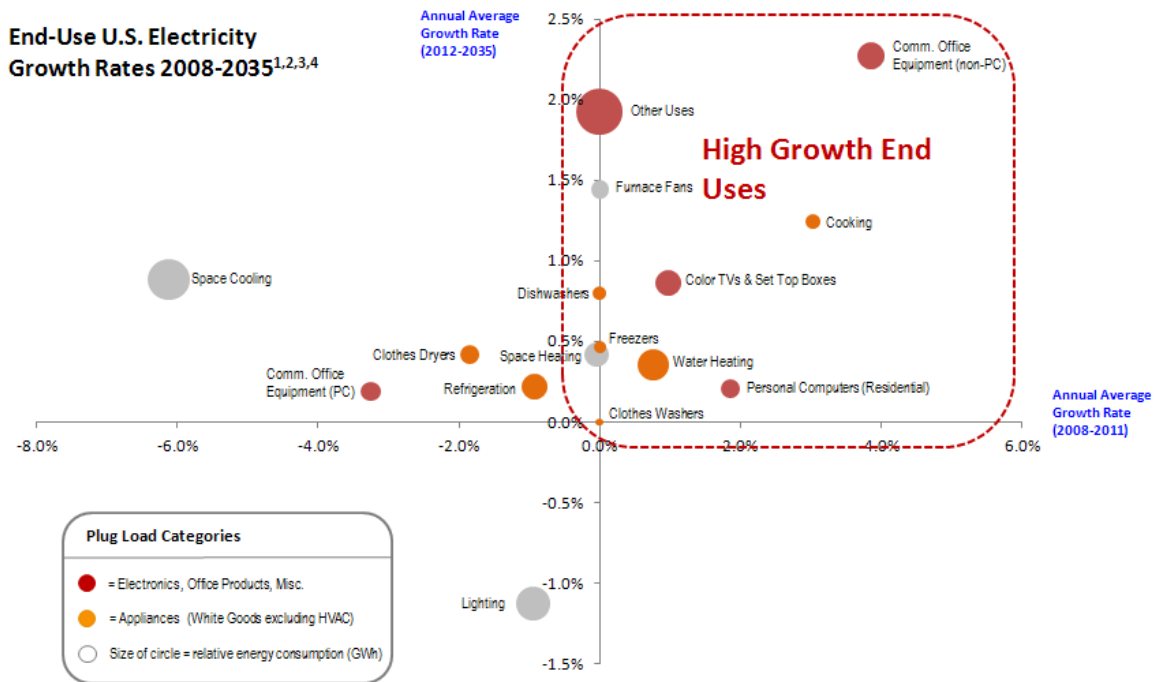 End-Use U.S. Electricity
Growth Rates 2008-20351,2,3,4
Annual Average
Growth Rate
(2012-2035)
2.5%
2.0%
1.5%
1.0%
0.5%
0.0%
-0.5%
-1.0%
-1.5%
-8.0%
-6.0%
-4.0%
-2.0%
0.0%
2.0%
4.0%
6.0%
Annual Average
Growth Rate
(2008-2011)
High Growth End
Uses
Comm. Office
Equipment (non-PC)
Other Uses
Furnace Fans
Cooking
Space Cooling
Color TVs & Set Top Boxes
Dishwashers
Freezers
Clothes Dryers
Space Heating
Water Heating
Comm. Office
Equipment (PC)
Refrigeration
Personal Computers (Residential)
Clothes Washers
Lighting
Plug Load Categories
= Electronics, Office Products, Misc.
= Appliances (White Goods excluding HVAC)
Size of circle = relative energy consumption (GWh)